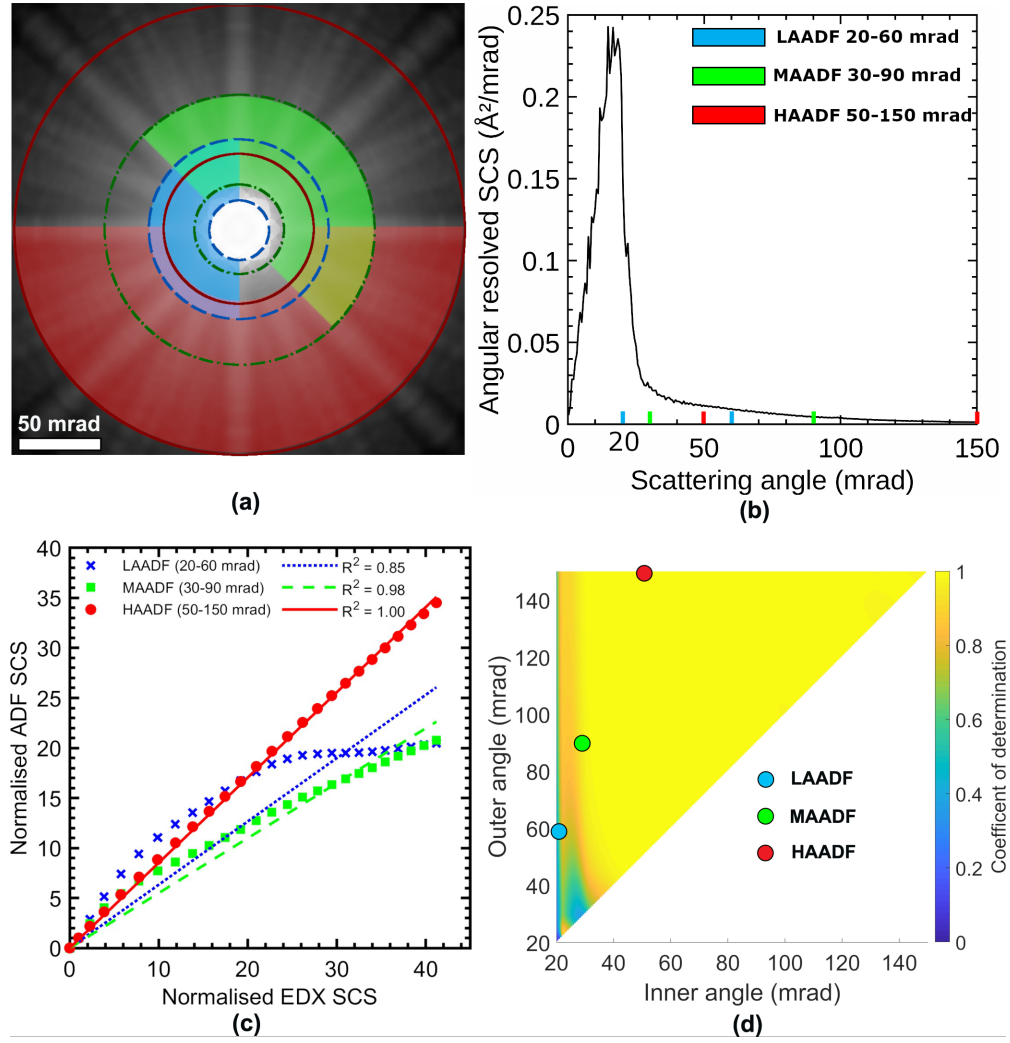 50 mrad
(a)
Angular resolved SCS (Å²/mrad)
0.25
0.2
0.15
0.1
0.05
0
LAADF 20-60 mrad
MAADF 30-90 mrad
HAADF 50-150 mrad
0 20 50 100 150
Scattering angle (mrad)
(b)
Normalised ADF SCS
40
35
30
25
20
15
10
5
0
LAADF (20-60 mrad) R² = 0.85
MAADF (30-90 mrad) R² = 0.98
HAADF (50-150 mrad) R² = 1.00
0 10 20 30 40
Normalised EDX SCS
(c)
Outer angle (mrad)
140
120
100
80
60
40
20
LAADF
MAADF
HAADF
20 40 60 80 100 120 140
Inner angle (mrad)
1
0.8
0.6
0.4
0.2
0
Coefficent of determination
(d)